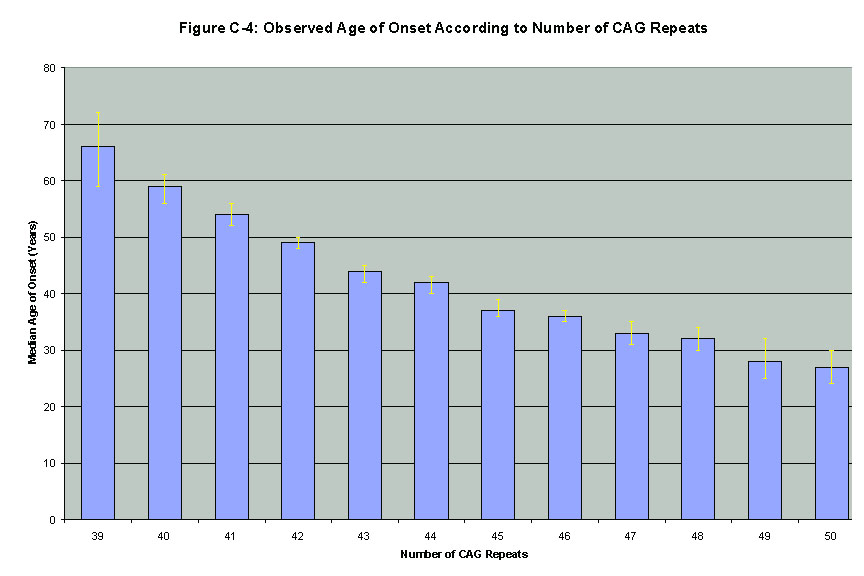 Figure C-4: Observed Age of Onset According to Number of CAG Repeats
80
70
60
50
40
30
20
10
0
Median Age of Onset (Years)
39 40 41 42 43 44 45 46 47 48 49 50
Number of CAG Repeats